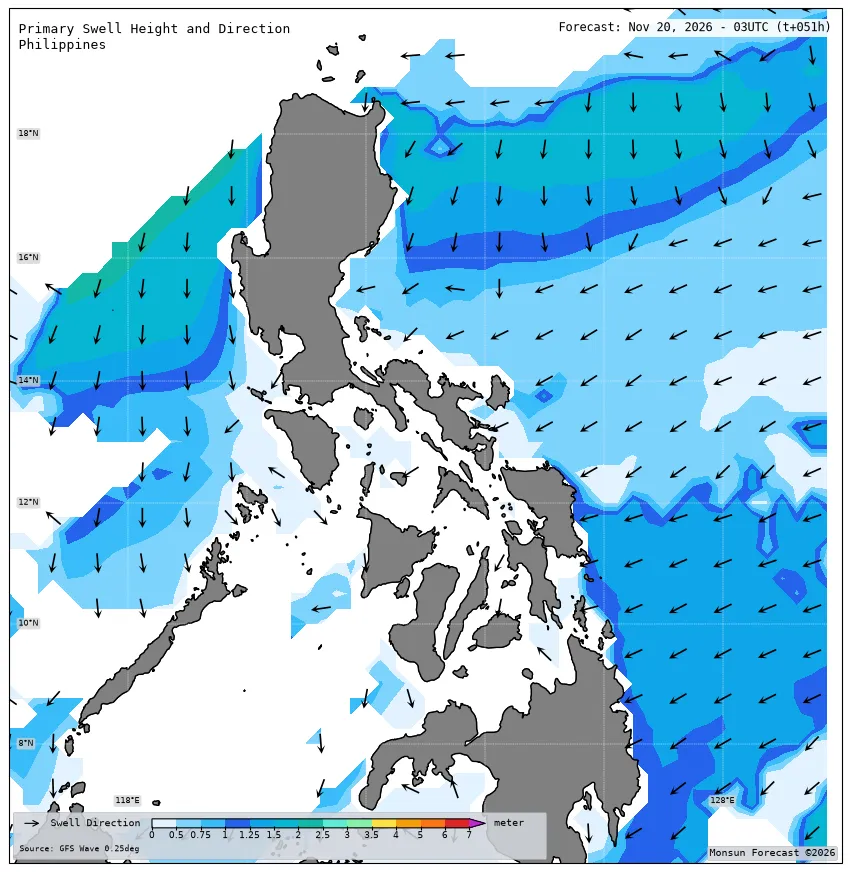 Primary Swell Height and Direction
Philippines
Forecast: Nov 20, 2026 - 03UTC (t+051h)
18°N
16°N
14°N
12°N
10°N
8°N
118°E
128°E
Swell Direction
0 0.5 0.75 1 1.25 1.5 2 2.5 3 3.5 4 5 6 7
meter
Source: GFS Wave 0.25deg
Monsun Forecast ©2026